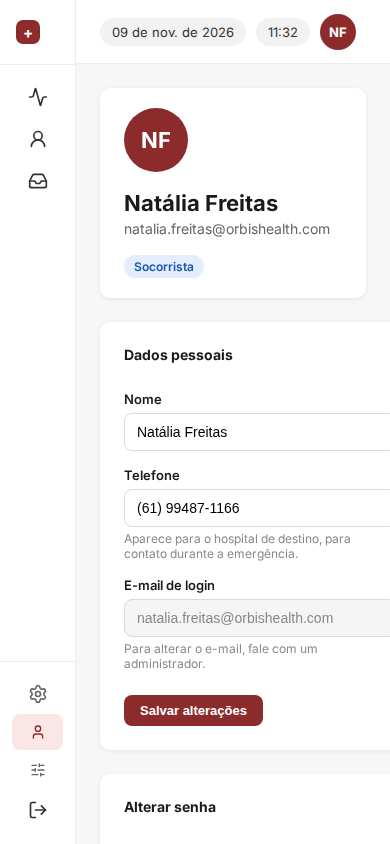 09 de nov. de 2026
11:32
NF
NF
Natália Freitas
natalia.freitas@orbishealth.com
Socorrista
Dados pessoais
Nome
Natália Freitas
Telefone
(61) 99487-1166
Aparece para o hospital de destino, para
contato durante a emergência.
E-mail de login
natalia.freitas@orbishealth.com
Para alterar o e-mail, fale com um
administrador.
Salvar alterações
Alterar senha